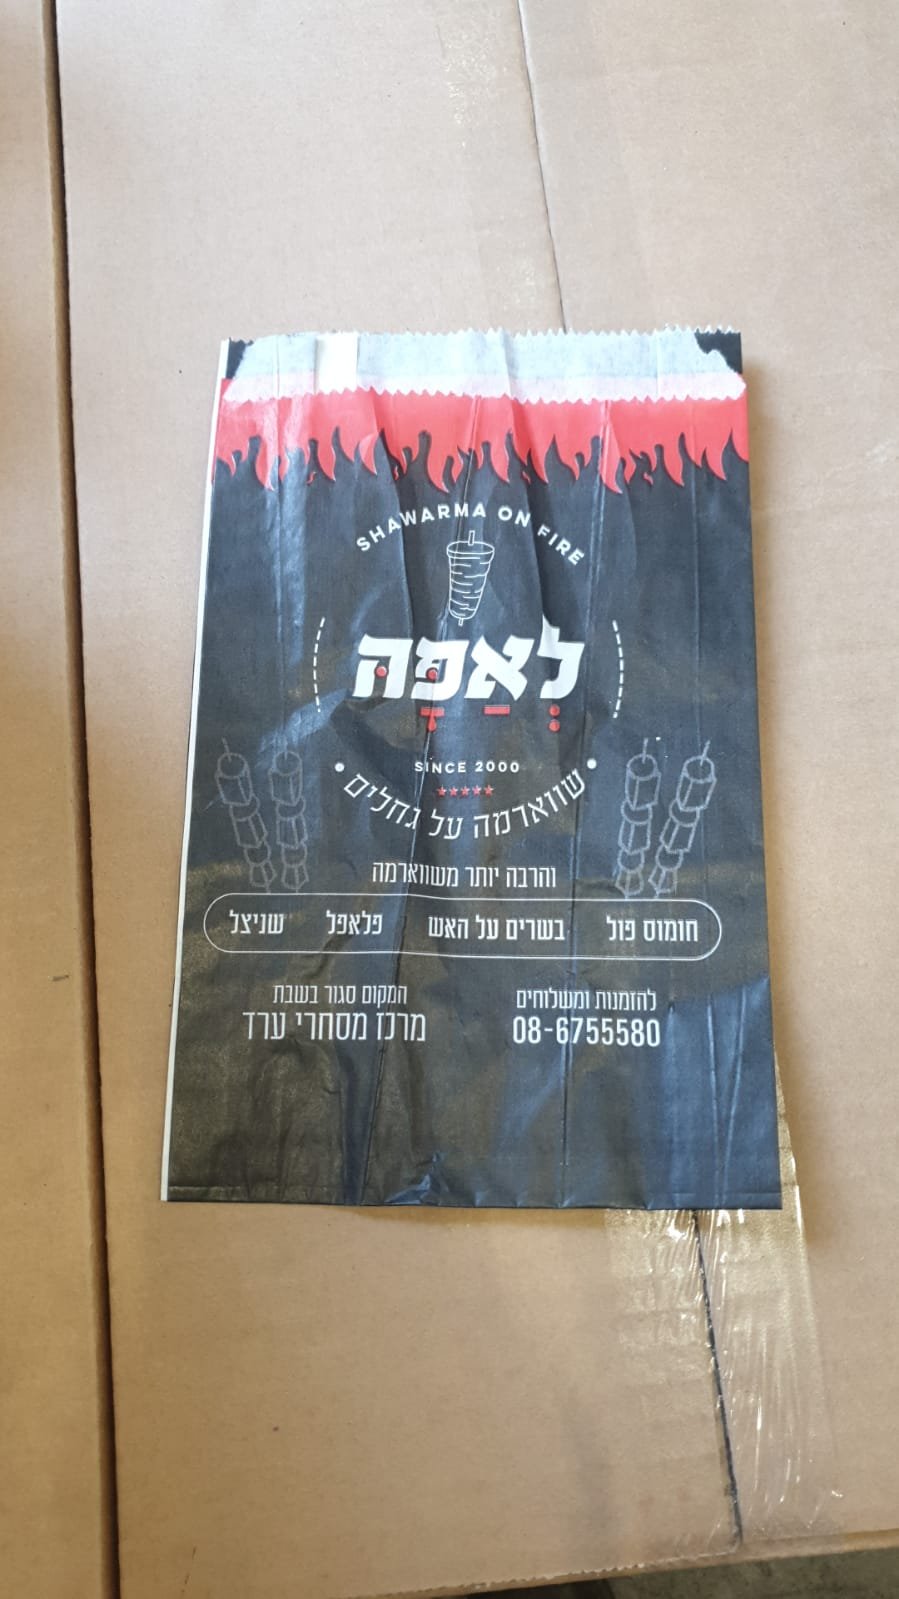 SHAWARMA ON FIRE
לְאַפָּהּ
SINCE 2000
שווארמה על גחלים
והרבה יותר משווארמה
חומוס פול בשרים על האש פלאפל שניצל
להזמנות ומשלוחים
08-6755580
המקום סגור בשבת
מרכז מסחרי ערד